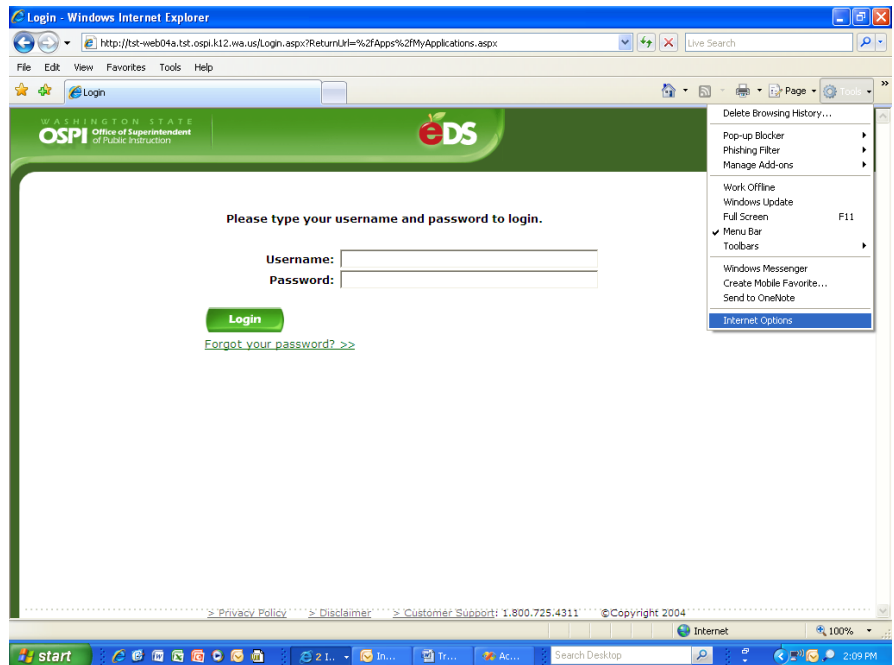 Login - Windows Internet Explorer
http://tst-web04a.tst.ospi.k12.wa.us/Login.aspx?ReturnUrl=%2fApps%2fMyApplications.aspx
Live Search
File Edit View Favorites Tools Help
Login
Page Tools
WASHINGTON STATE
OSPI Office of Superintendent of Public Instruction
eDS
Delete Browsing History...
Pop-up Blocker
Phishing Filter
Manage Add-ons
Work Offline
Windows Update
Full Screen F11
Menu Bar
Toolbars
Windows Messenger
Create Mobile Favorite...
Send to OneNote
Internet Options
Please type your username and password to login.
Username:
Password:
Login
Forgot your password? >>
> Privacy Policy > Disclaimer > Customer Support: 1.800.725.4311 ©Copyright 2004
Internet 100%
start 2 I... In... Tr... Ac... Search Desktop 2:09 PM